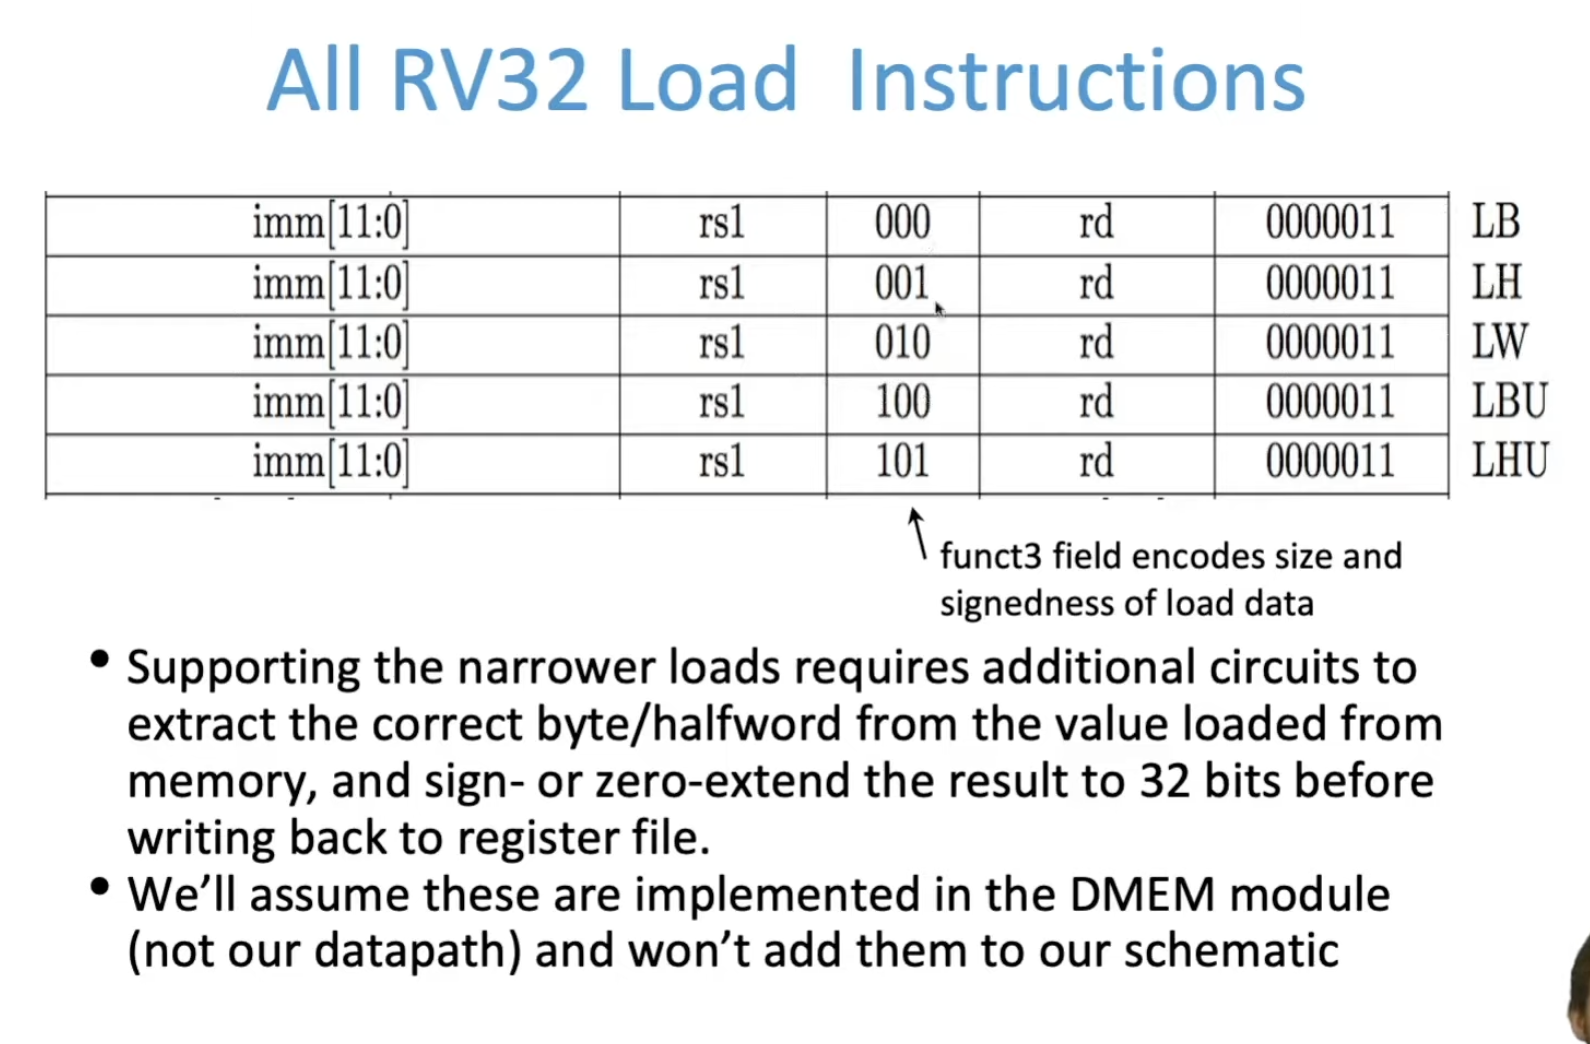 All RV32 Load Instructions
imm[11:0] rs1 000 rd 0000011 LB
imm[11:0] rs1 001 rd 0000011 LH
imm[11:0] rs1 010 rd 0000011 LW
imm[11:0] rs1 100 rd 0000011 LBU
imm[11:0] rs1 101 rd 0000011 LHU
funct3 field encodes size and
signedness of load data
• Supporting the narrower loads requires additional circuits to
extract the correct byte/halfword from the value loaded from
memory, and sign- or zero-extend the result to 32 bits before
writing back to register file.
• We’ll assume these are implemented in the DMEM module
(not our datapath) and won’t add them to our schematic